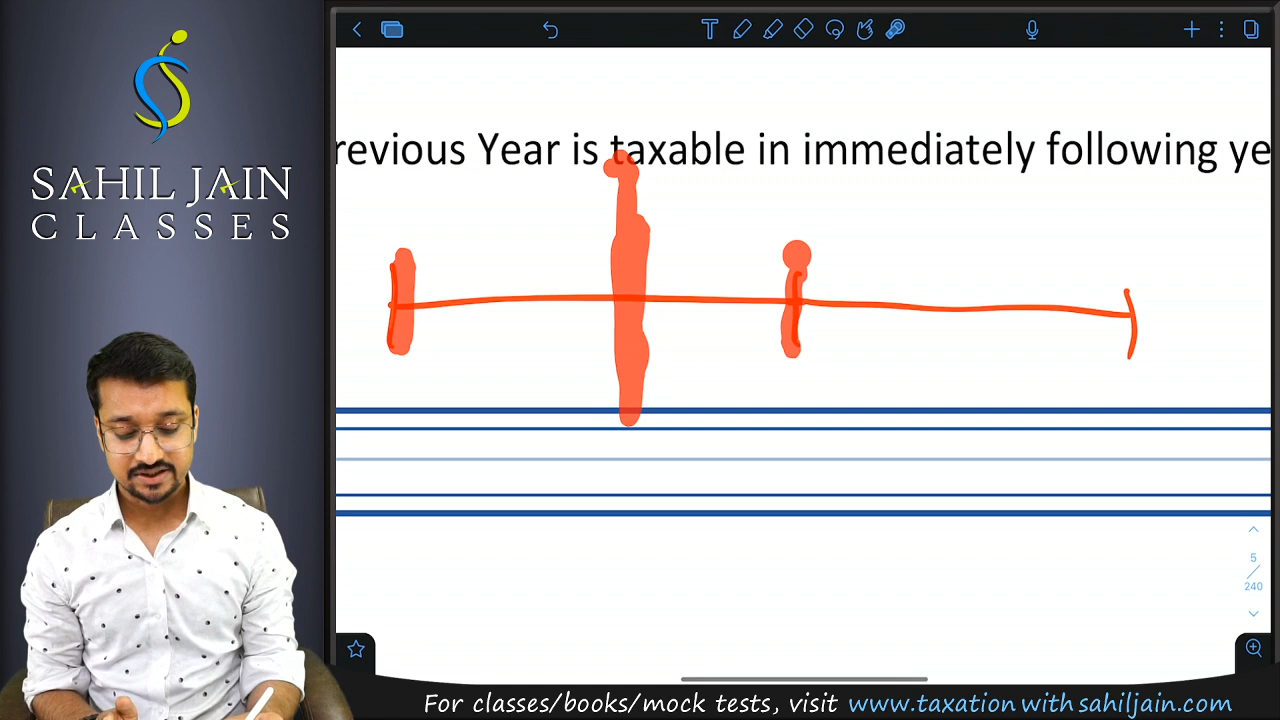 SAHIL JAIN
CLASSES
T
revious Year is taxable in immediately following ye
5
/
240
For classes/books/mock tests, visit www.taxationwithsahiljain.com